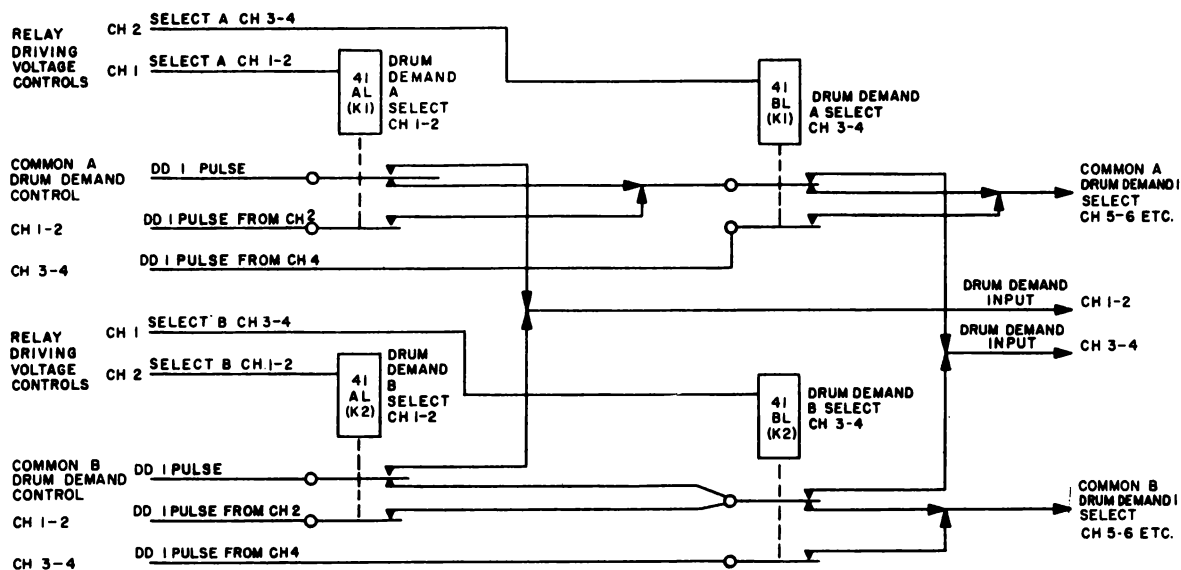 RELAY
DRIVING
VOLTAGE
CONTROLS
CH 2
SELECT A CH 3-4
CH 1
SELECT A CH 1-2
41
AL
(K1)
DRUM
DEMAND
A
SELECT
CH 1-2
41
BL
(K1)
DRUM DEMAND
A SELECT
CH 3-4
COMMON A
DRUM DEMAND
CONTROL
DD 1 PULSE
CH 1-2
DD 1 PULSE FROM CH 2
CH 3-4
DD 1 PULSE FROM CH 4
COMMON A
DRUM DEMAND 1
SELECT
CH 5-6 ETC.
DRUM DEMAND
INPUT
CH 1-2
DRUM DEMAND
INPUT
CH 3-4
RELAY
DRIVING
VOLTAGE
CONTROLS
CH 1
SELECT B CH 3-4
CH 2
SELECT B CH. 1-2
41
AL
(K2)
DRUM
DEMAND
B
SELECT
CH 1-2
41
BL
(K2)
DRUM DEMAND
B SELECT
CH 3-4
COMMON B
DRUM DEMAND
CONTROL
DD 1 PULSE
CH 1-2
DD 1 PULSE FROM CH 2
CH 3-4
DD 1 PULSE FROM CH4
COMMON B
DRUM DEMAND 1
SELECT
CH 5-6 ETC.